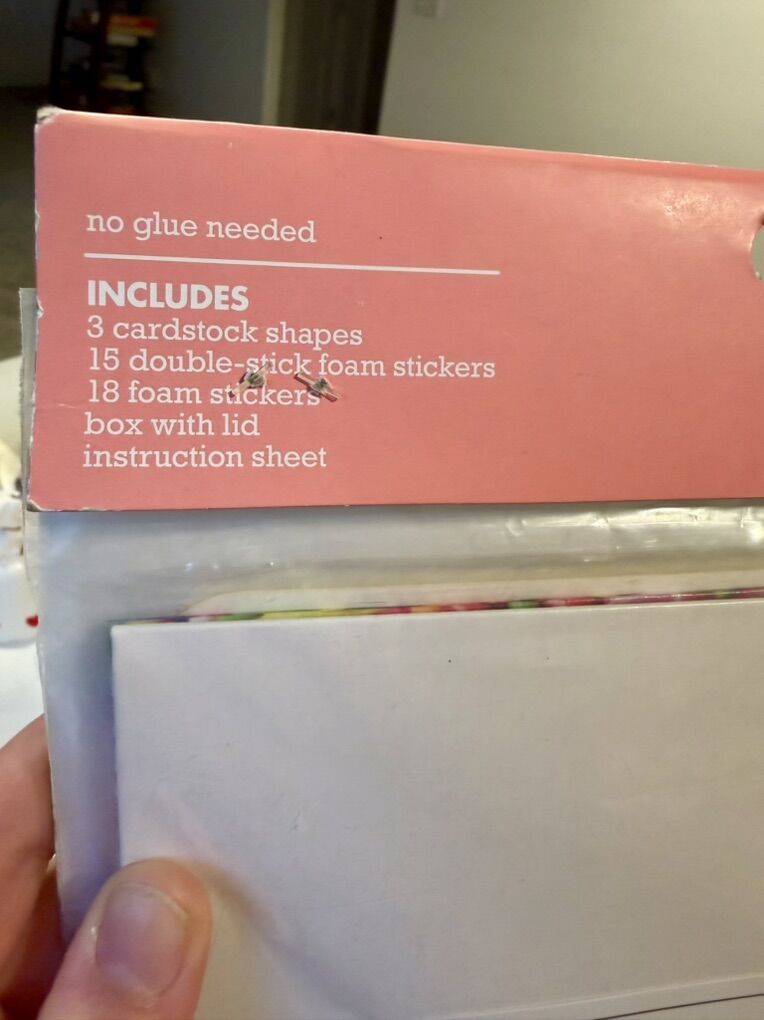 no glue needed
INCLUDES
3 cardstock shapes
15 double-stick foam stickers
18 foam stickers
box with lid
instruction sheet